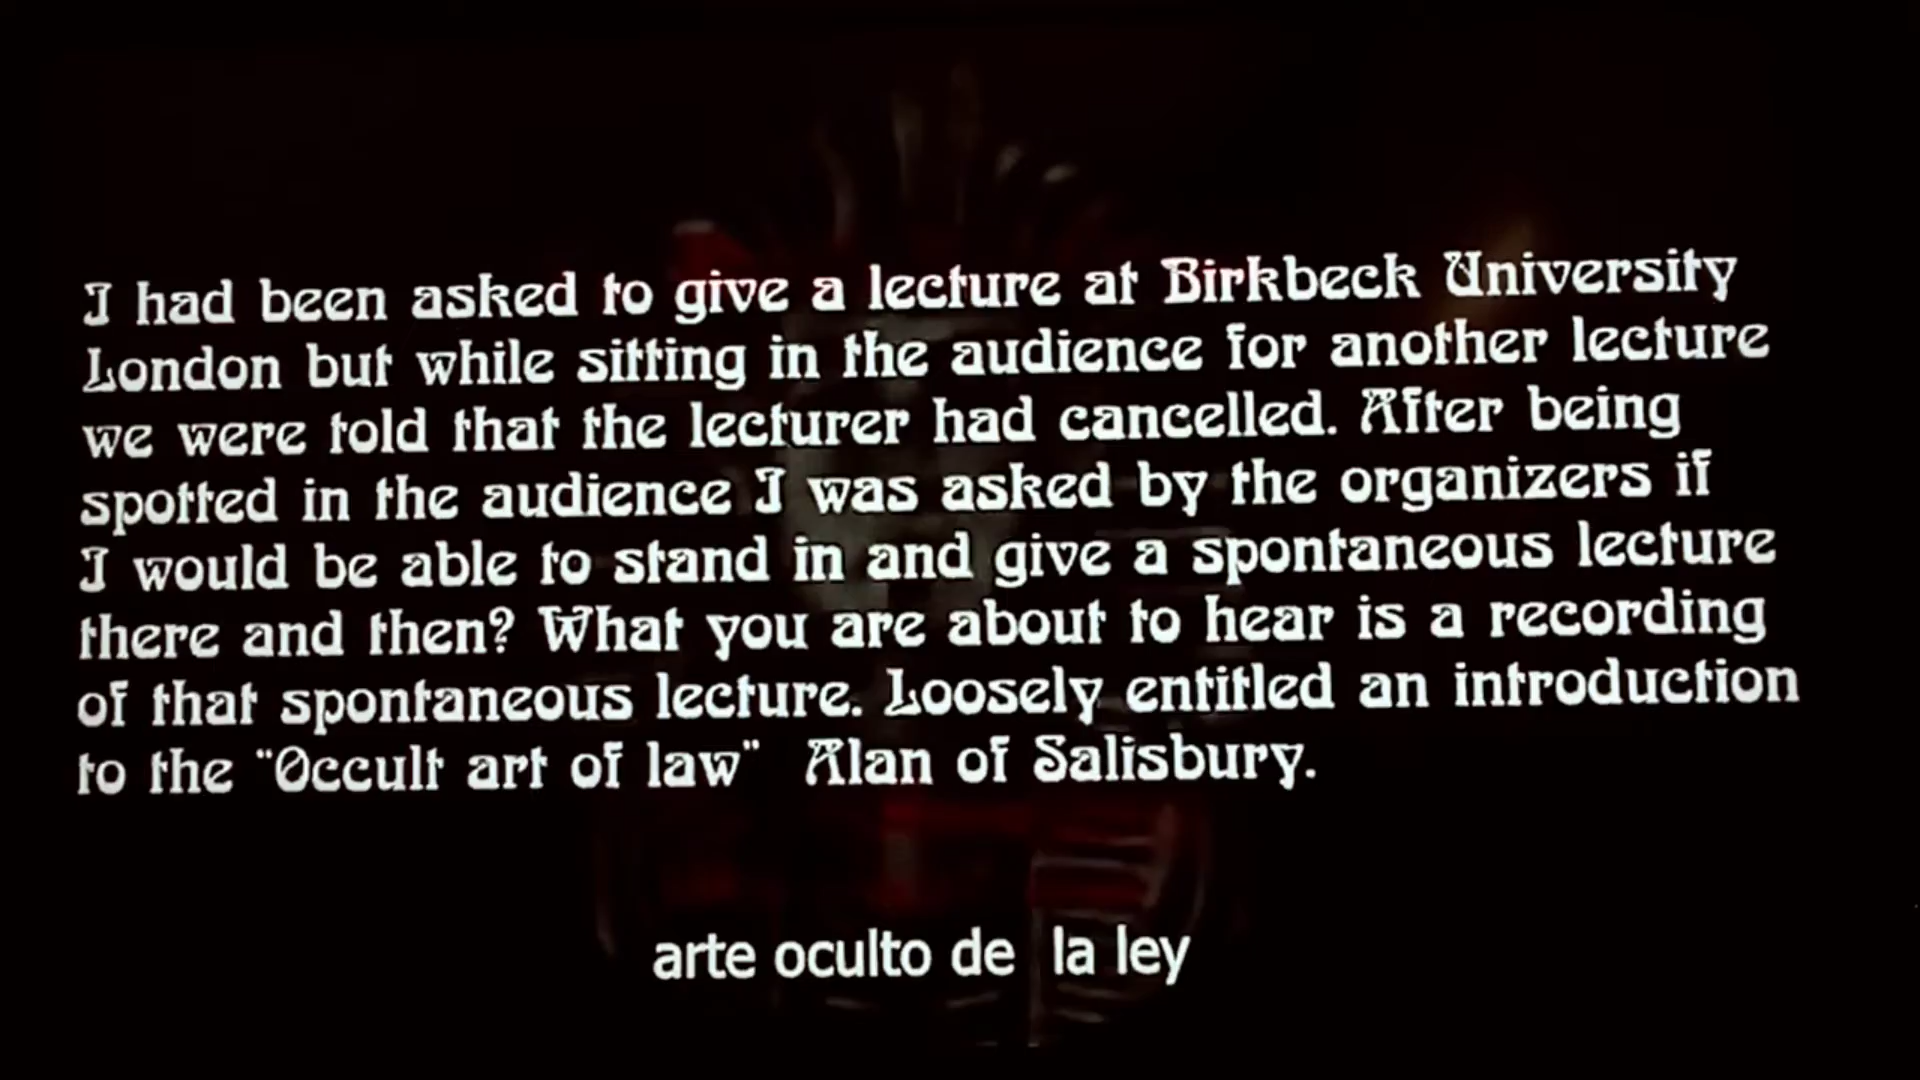 I had been asked to give a lecture at Birkbeck University
London but while sitting in the audience for another lecture
we were told that the lecturer had cancelled. After being
spotted in the audience I was asked by the organizers if
I would be able to stand in and give a spontaneous lecture
there and then? What you are about to hear is a recording
of that spontaneous lecture. Loosely entitled an introduction
to the "Occult art of law" Alan of Salisbury.
arte oculto de la ley